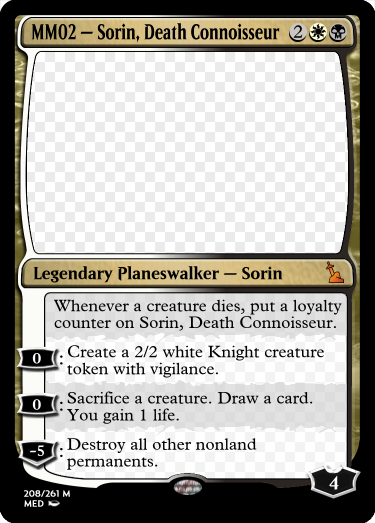 MM02 – Sorin, Death Connoisseur 2
Legendary Planeswalker – Sorin
Whenever a creature dies, put a loyalty
counter on Sorin, Death Connoisseur.
0: Create a 2/2 white Knight creature
token with vigilance.
0: Sacrifice a creature. Draw a card.
You gain 1 life.
-5: Destroy all other nonland
permanents.
4
208/261 M
MED